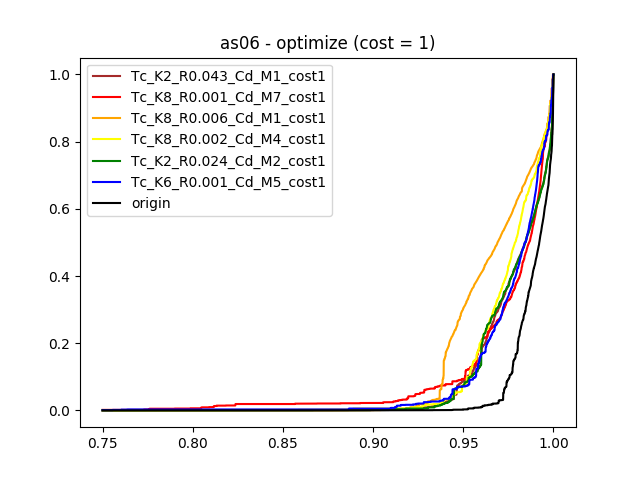 as06 - optimize (cost = 1)
1.0
0.8
0.6
0.4
0.2
0.0
Tc_K2_R0.043_Cd_M1_cost1
Tc_K8_R0.001_Cd_M7_cost1
Tc_K8_R0.006_Cd_M1_cost1
Tc_K8_R0.002_Cd_M4_cost1
Tc_K2_R0.024_Cd_M2_cost1
Tc_K6_R0.001_Cd_M5_cost1
origin
0.75 0.80 0.85 0.90 0.95 1.00